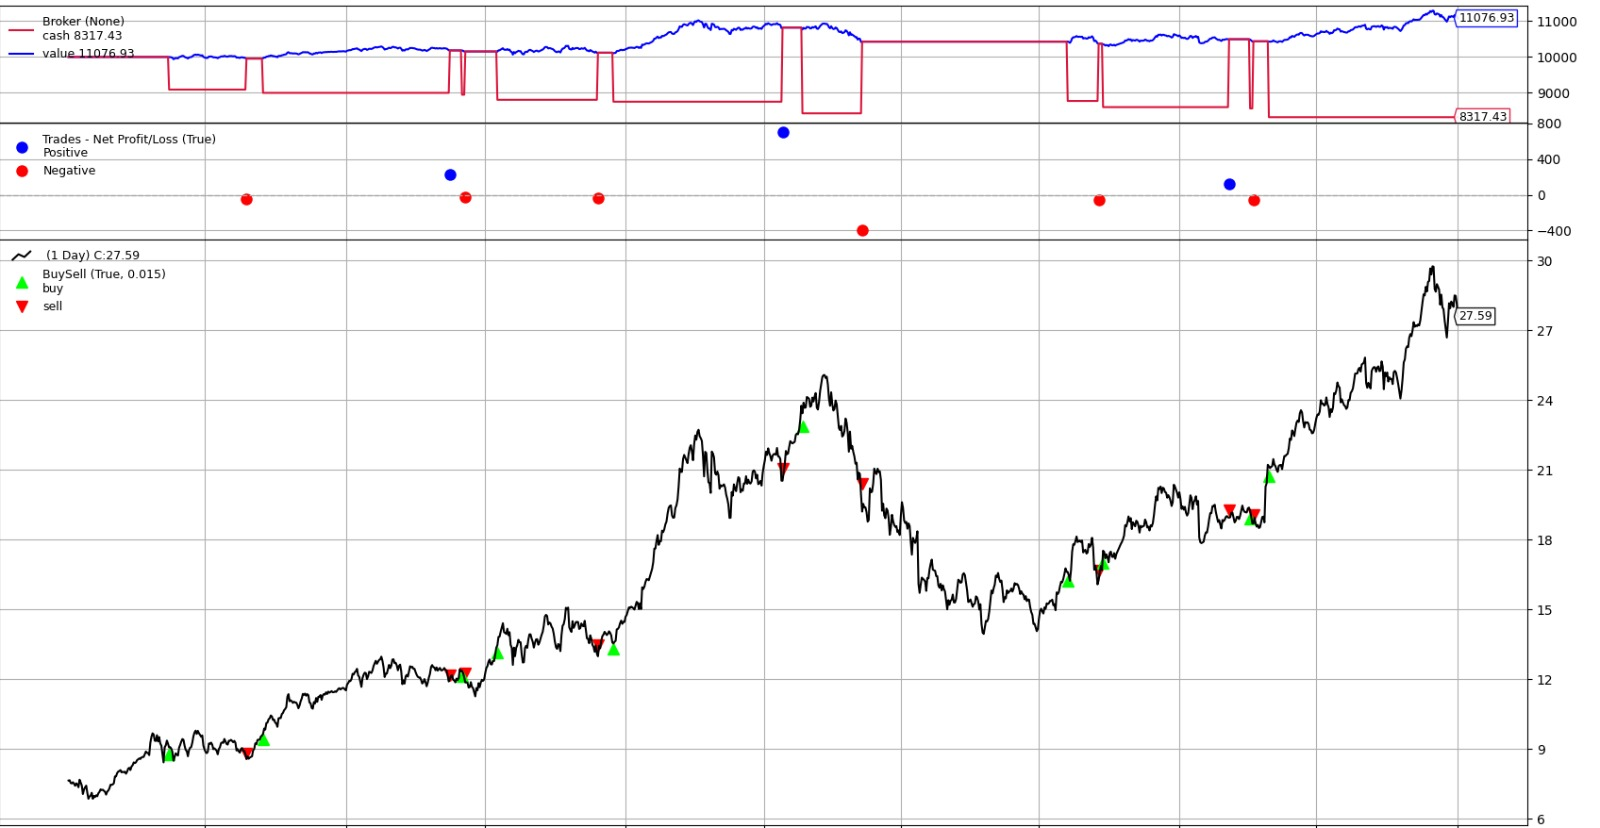 Broker (None)
cash 8317.43
value 11076.93
11076.93
11000
10000
9000
8317.43
Trades - Net Profit/Loss (True)
Positive
Negative
800
400
0
−400
(1 Day) C:27.59
BuySell (True, 0.015)
buy
sell
30
27.59
27
24
21
18
15
12
9
6